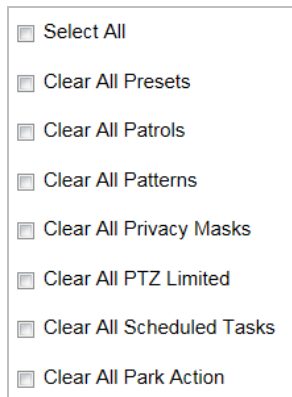 Select All
Clear All Presets
Clear All Patrols
Clear All Patterns
Clear All Privacy Masks
Clear All PTZ Limited
Clear All Scheduled Tasks
Clear All Park Action